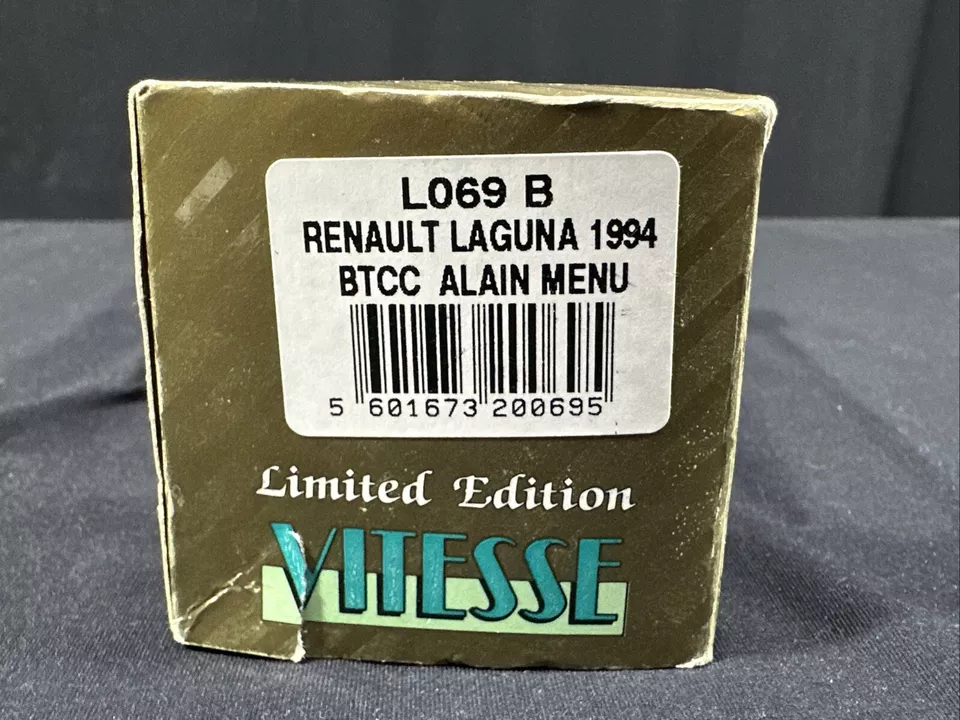 L069 B
RENAULT LAGUNA 1994
BTCC ALAIN MENU
5 601673 200695
Limited Edition
VITESSE